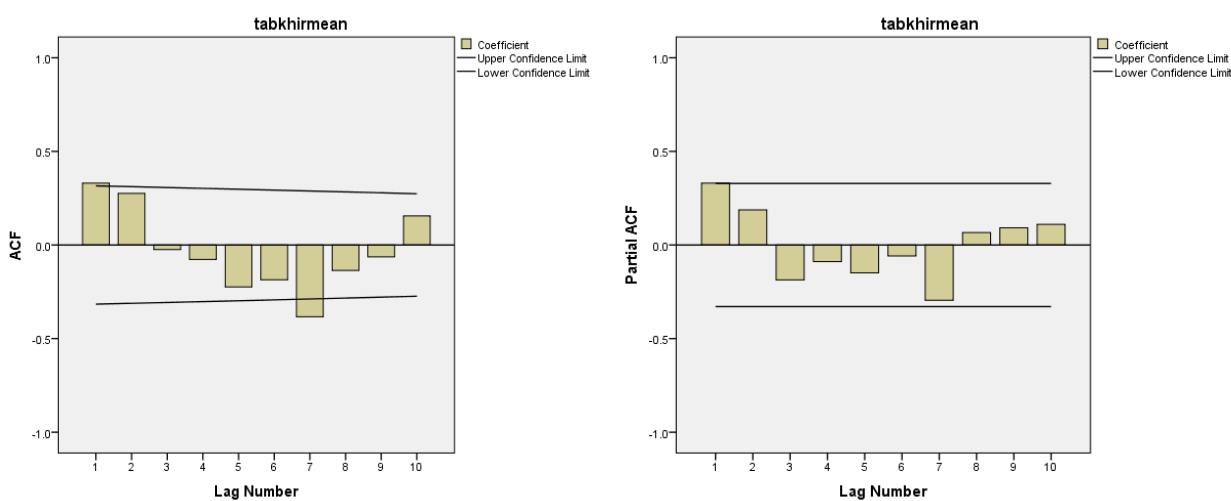 tabkhirmean
Coefficient
Upper Confidence Limit
Lower Confidence Limit
1.0
0.5
0.0
-0.5
-1.0
ACF
1 2 3 4 5 6 7 8 9 10
Lag Number
tabkhirmean
Coefficient
Upper Confidence Limit
Lower Confidence Limit
1.0
0.5
0.0
-0.5
-1.0
Partial ACF
1 2 3 4 5 6 7 8 9 10
Lag Number